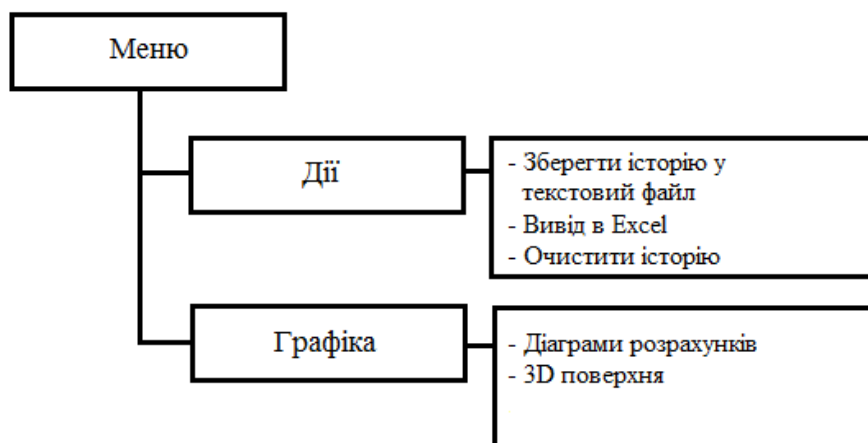 Меню
Дії
- Зберегти історію у
текстовий файл
- Вивід в Excel
- Очистити історію
Графіка
- Діаграми розрахунків
- 3D поверхня